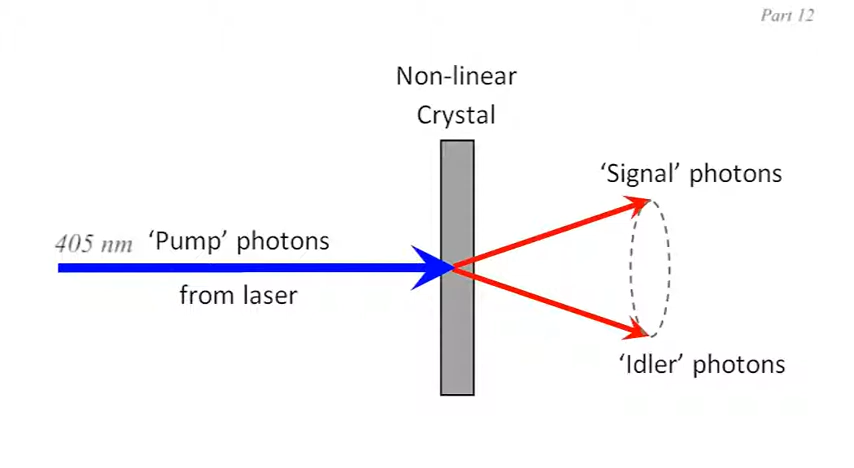 Part 12
Non-linear
Crystal
‘Signal’ photons
405 nm ‘Pump’ photons
from laser
‘Idler’ photons